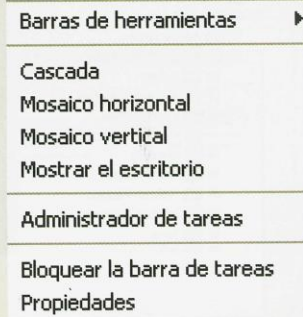 Barras de herramientas
Cascada
Mosaico horizontal
Mosaico vertical
Mostrar el escritorio
Administrador de tareas
Bloquear la barra de tareas
Propiedades